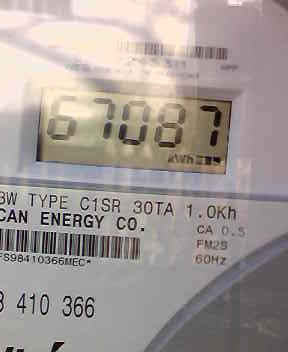 67087
kWh
3W TYPE C1SR 30TA 1.0Kh
CAN ENERGY CO.
CA 0.5
FM2S
60Hz
FS98410366MEC*
410 366